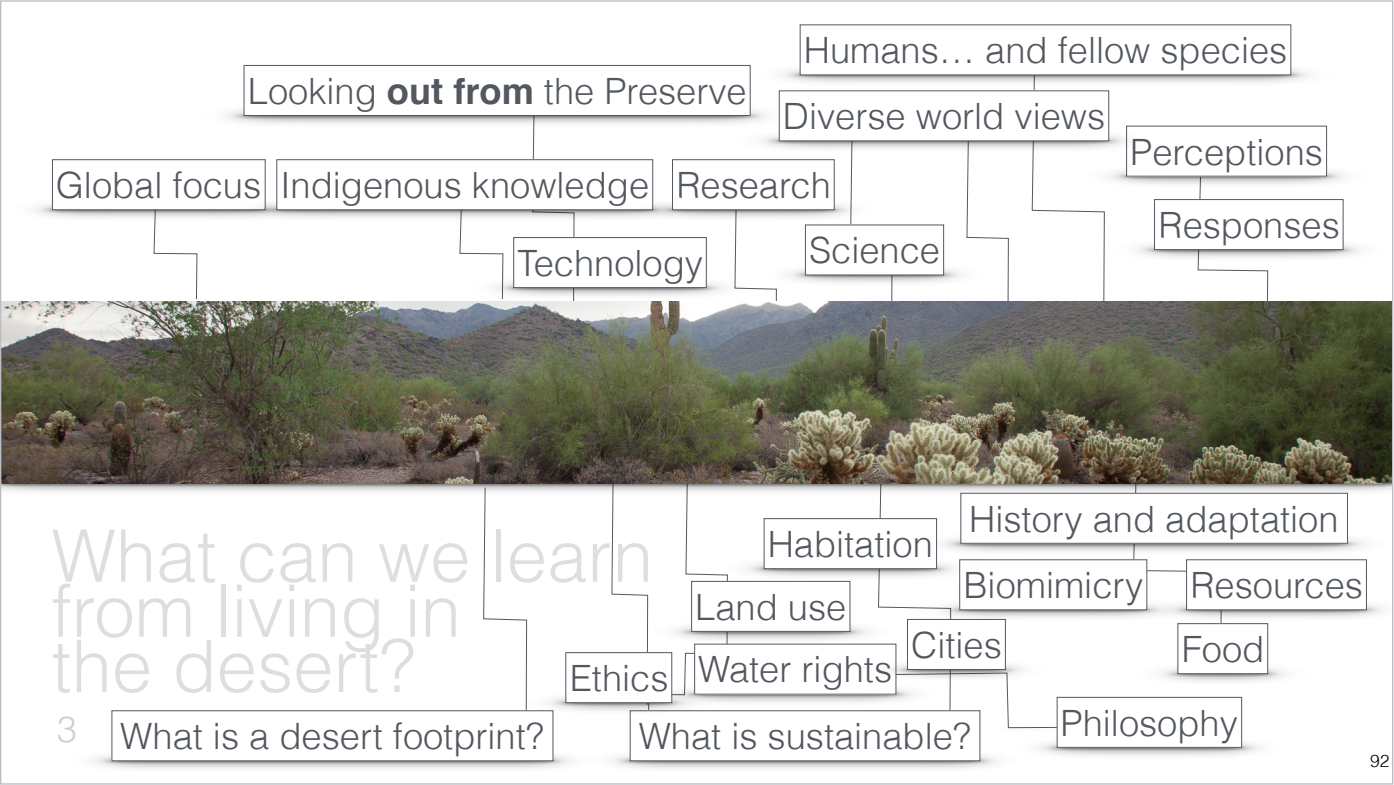 Humans… and fellow species
Looking out from the Preserve
Diverse world views
Perceptions
Global focus
Indigenous knowledge
Research
Responses
Technology
Science
What can we learn
from living in
the desert?
3
History and adaptation
Habitation
Biomimicry
Resources
Land use
Cities
Food
Ethics
Water rights
What is a desert footprint?
What is sustainable?
Philosophy
92